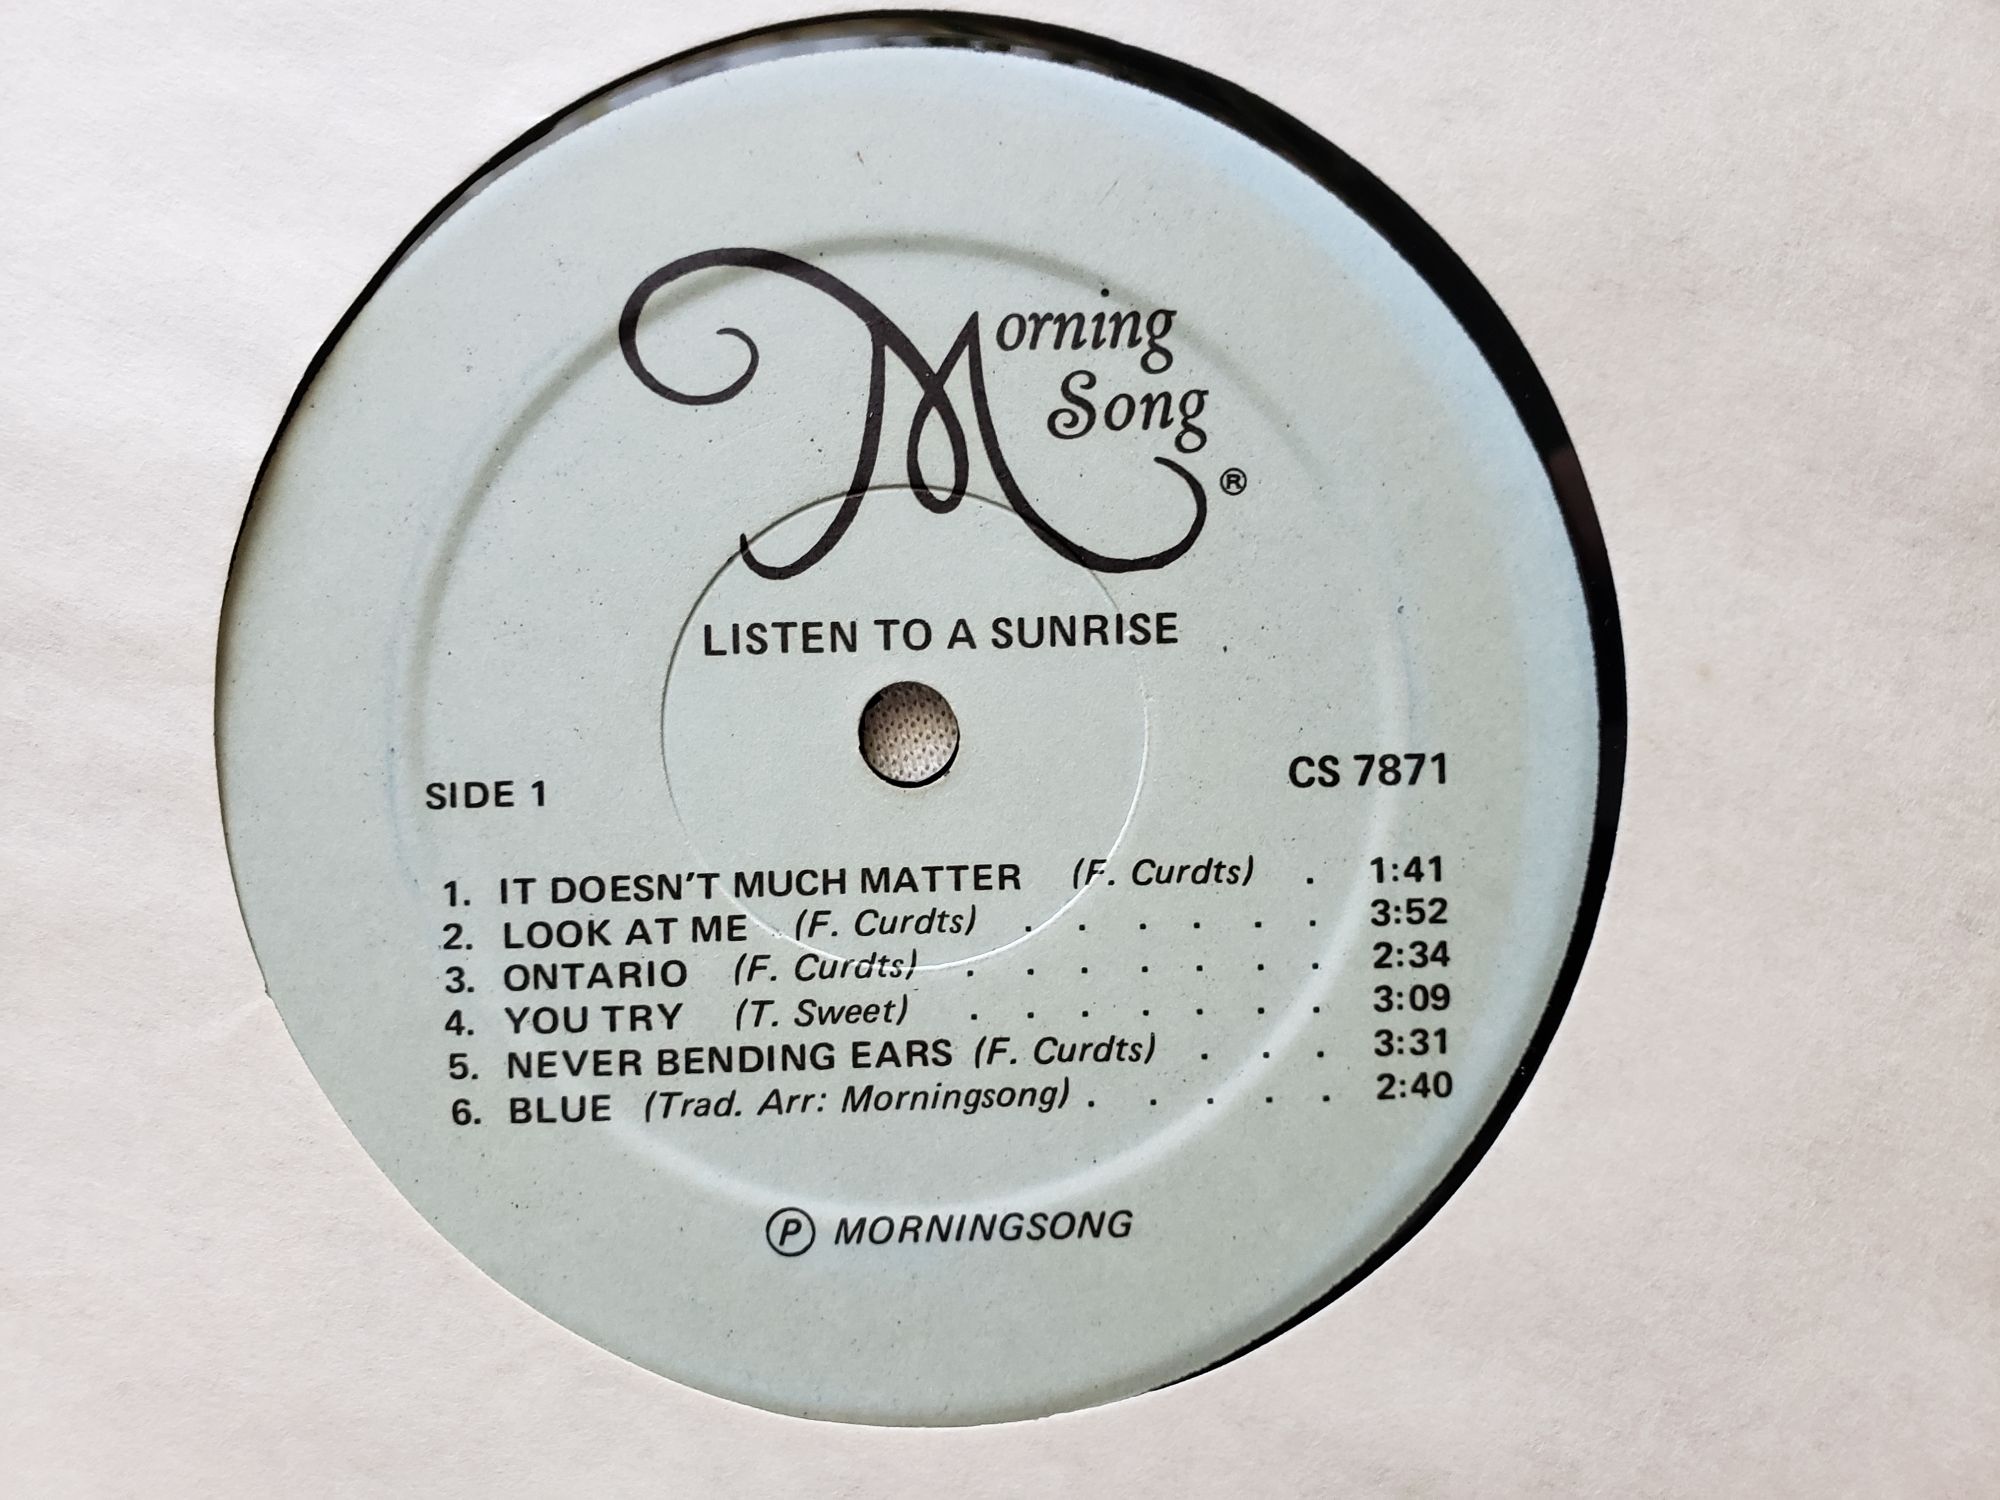 Morning
Song
®
LISTEN TO A SUNRISE
SIDE 1
CS 7871
1. IT DOESN'T MUCH MATTER (F. Curdts) . 1:41
2. LOOK AT ME (F. Curdts) . . . . . . 3:52
3. ONTARIO (F. Curdts) . . . . . . . 2:34
4. YOU TRY (T. Sweet) . . . . . . . 3:09
5. NEVER BENDING EARS (F. Curdts) . . . 3:31
6. BLUE (Trad. Arr: Morningsong) . . . . . 2:40
Ⓟ MORNINGSONG